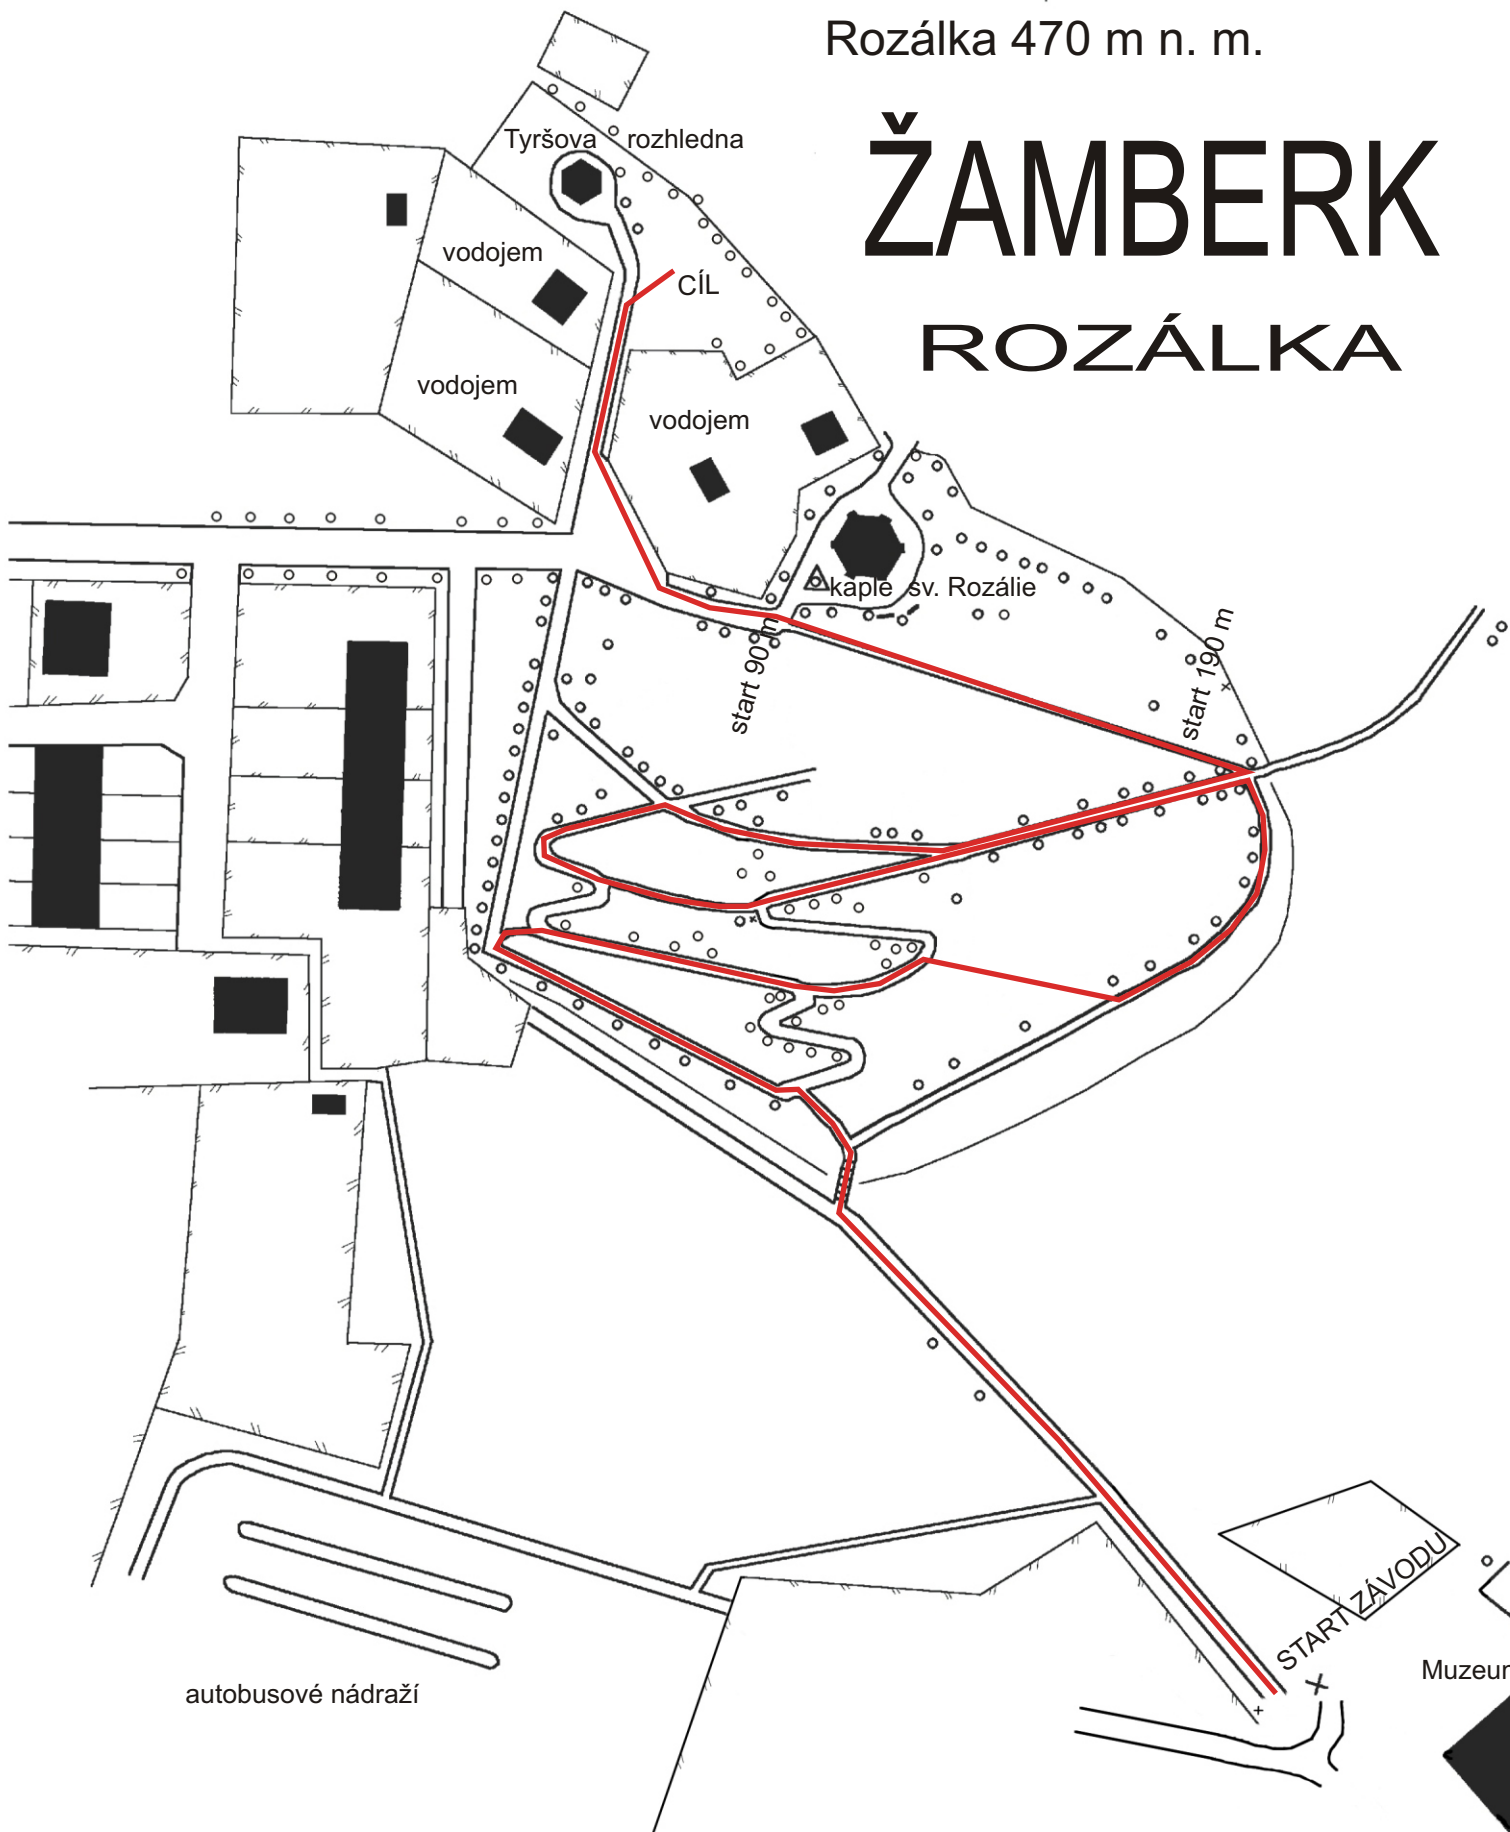 Rozálka 470 m n. m.
ŽAMBERK
ROZÁLKA
Tyršova rozhledna
vodojem
CÍL
vodojem
vodojem
kaple sv. Rozálie
start 90 m
start 190 m
START ZÁVODU
Muzeum
autobusové nádraží